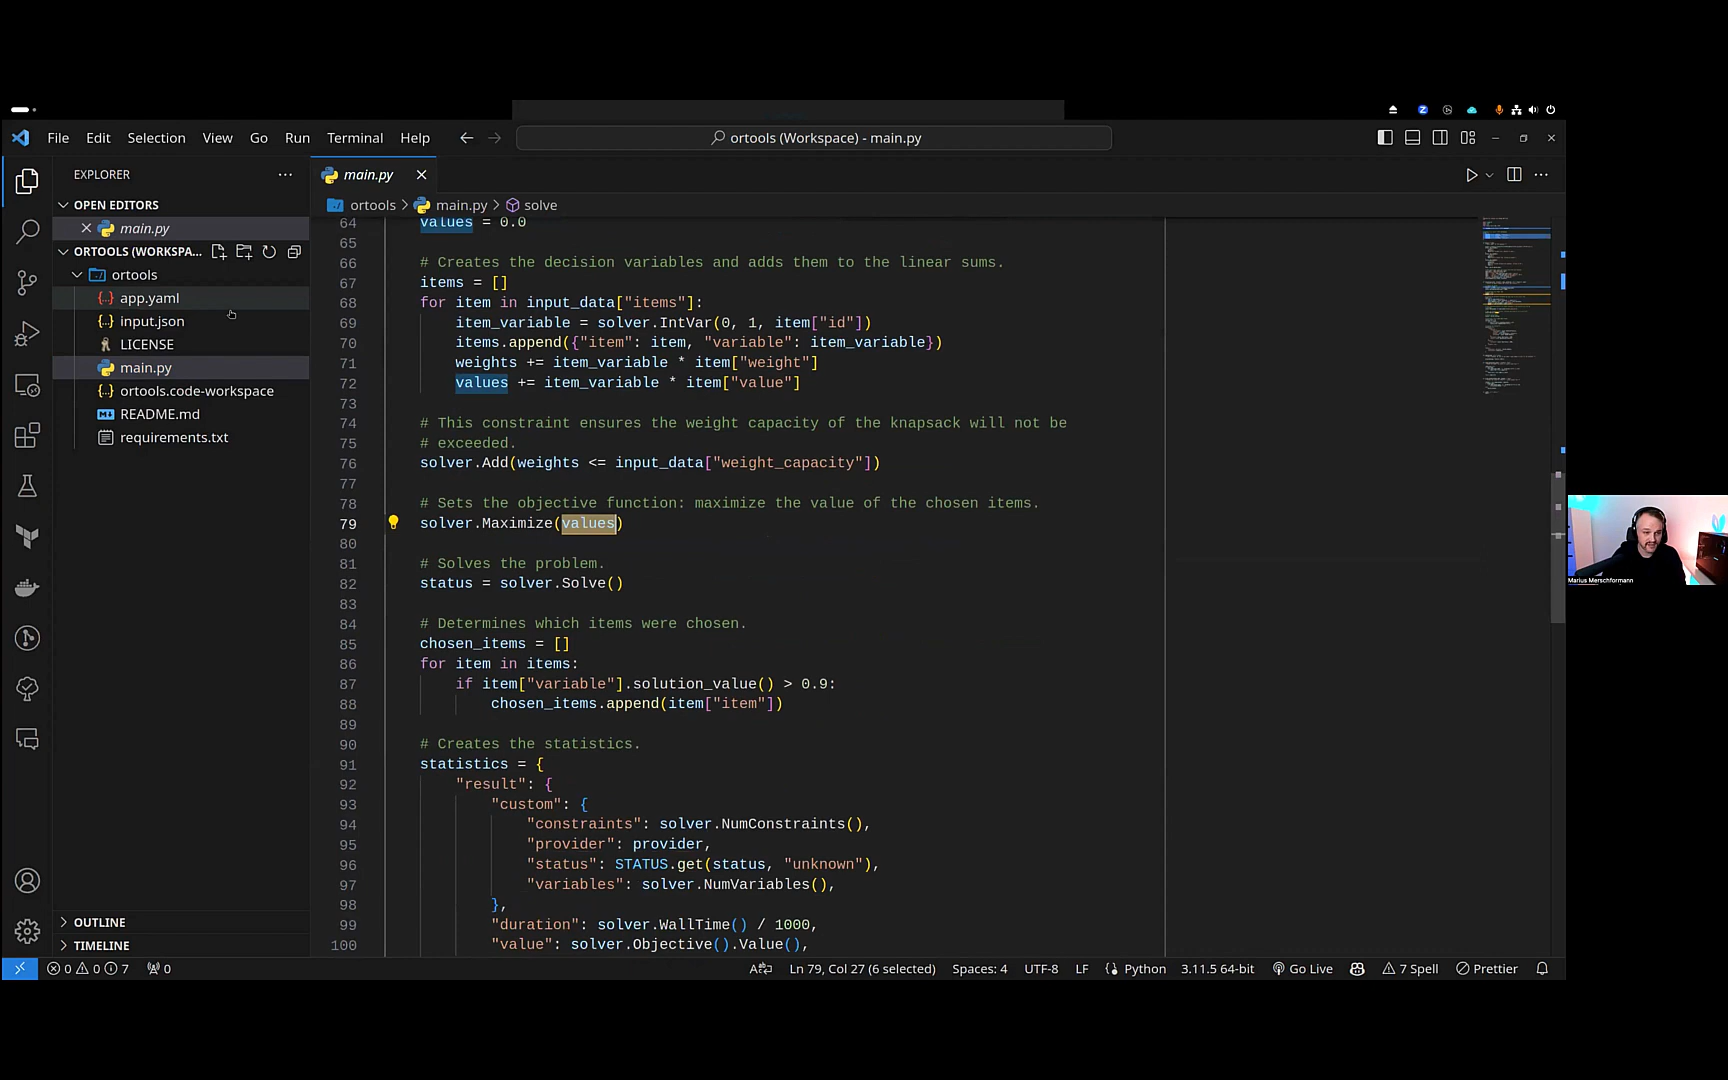 File Edit Selection View Go Run Terminal Help
ortools (Workspace) - main.py
EXPLORER
OPEN EDITORS
main.py
ORTOOLS (WORKSPA...
ortools
app.yaml
input.json
LICENSE
main.py
ortools.code-workspace
README.md
requirements.txt
OUTLINE
TIMELINE
main.py
ortools > main.py > solve
64 values = 0.0
65
66 # Creates the decision variables and adds them to the linear sums.
67 items = []
68 for item in input_data["items"]:
69 item_variable = solver.IntVar(0, 1, item["id"])
70 items.append({"item": item, "variable": item_variable})
71 weights += item_variable * item["weight"]
72 values += item_variable * item["value"]
73
74 # This constraint ensures the weight capacity of the knapsack will not be
75 # exceeded.
76 solver.Add(weights <= input_data["weight_capacity"])
77
78 # Sets the objective function: maximize the value of the chosen items.
79 solver.Maximize(values)
80
81 # Solves the problem.
82 status = solver.Solve()
83
84 # Determines which items were chosen.
85 chosen_items = []
86 for item in items:
87 if item["variable"].solution_value() > 0.9:
88 chosen_items.append(item["item"])
89
90 # Creates the statistics.
91 statistics = {
92 "result": {
93 "custom": {
94 "constraints": solver.NumConstraints(),
95 "provider": provider,
96 "status": STATUS.get(status, "unknown"),
97 "variables": solver.NumVariables(),
98 },
99 "duration": solver.WallTime() / 1000,
100 "value": solver.Objective().Value(),
Marius Merschformann
0 0 7 0
Ln 79, Col 27 (6 selected) Spaces: 4 UTF-8 LF Python 3.11.5 64-bit Go Live 7 Spell Prettier